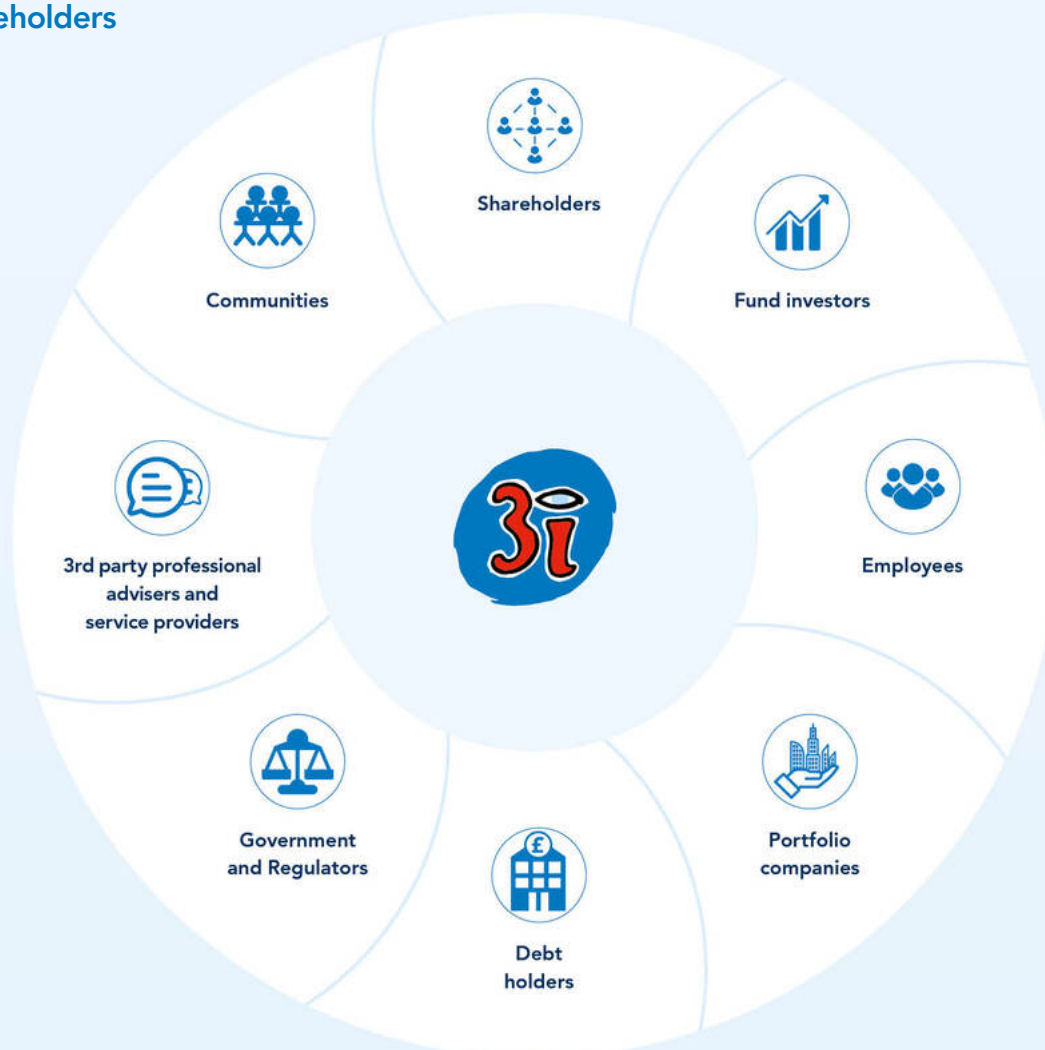 eholders
Shareholders
Fund investors
Employees
Portfolio
companies
Debt
holders
Government
and Regulators
3rd party professional
advisers and
service providers
Communities
3i
£